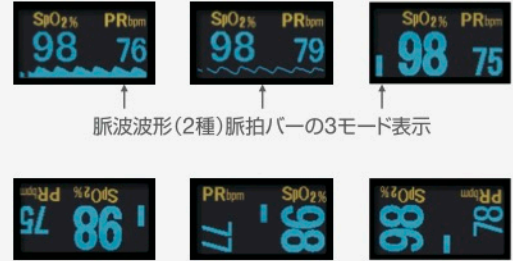 SpO2% PRbpm SpO2% PRbpm SpO2% PRbpm
98 76 98 79 98 75
脈波波形(2種)脈拍バーの3モード表示
PRbpm SpO2% PRbpm SpO2% SpO2% PRbpm
75 98 77 98 98 78